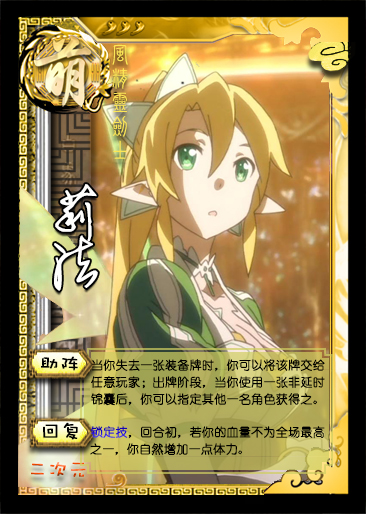 萌
風精靈劍士
莉法
助阵
当你失去一张装备牌时，你可以将该牌交给
任意玩家；出牌阶段，当你使用一张非延时
锦囊后，你可以指定其他一名角色获得之。
回复
锁定技，回合初，若你的血量不为全场最高
之一，你自然增加一点体力。
二次元